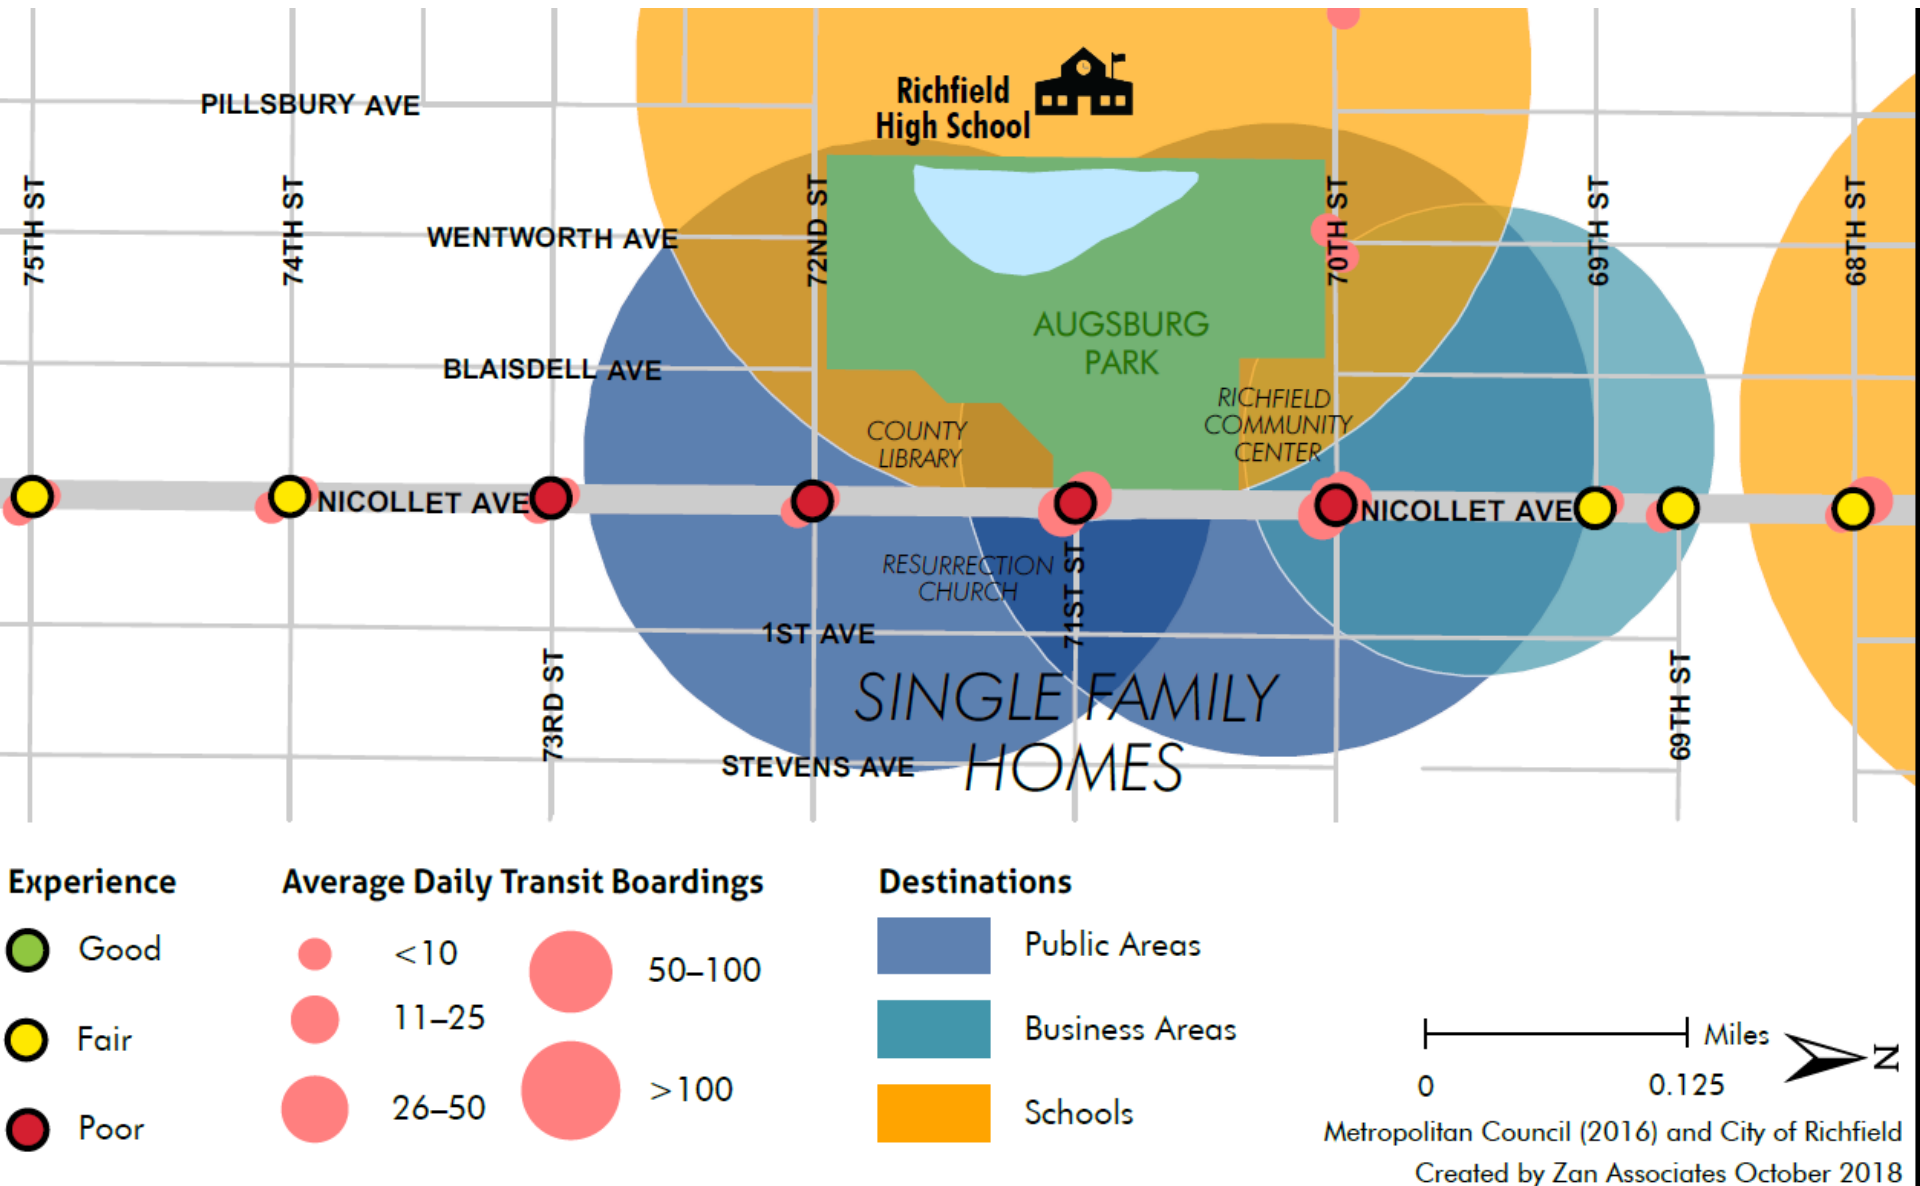 Richfield
High School
PILLSBURY AVE
75TH ST
74TH ST
72ND ST
70TH ST
69TH ST
68TH ST
WENTWORTH AVE
AUGSBURG
PARK
BLAISDELL AVE
RICHFIELD
COMMUNITY
CENTER
COUNTY
LIBRARY
NICOLLET AVE
NICOLLET AVE
RESURRECTION
CHURCH
71ST ST
1ST AVE
73RD ST
69TH ST
SINGLE FAMILY
HOMES
STEVENS AVE
Experience
Good
Fair
Poor
Average Daily Transit Boardings
<10
11–25
26–50
50–100
>100
Destinations
Public Areas
Business Areas
Schools
Miles
N
0 0.125
Metropolitan Council (2016) and City of Richfield
Created by Zan Associates October 2018